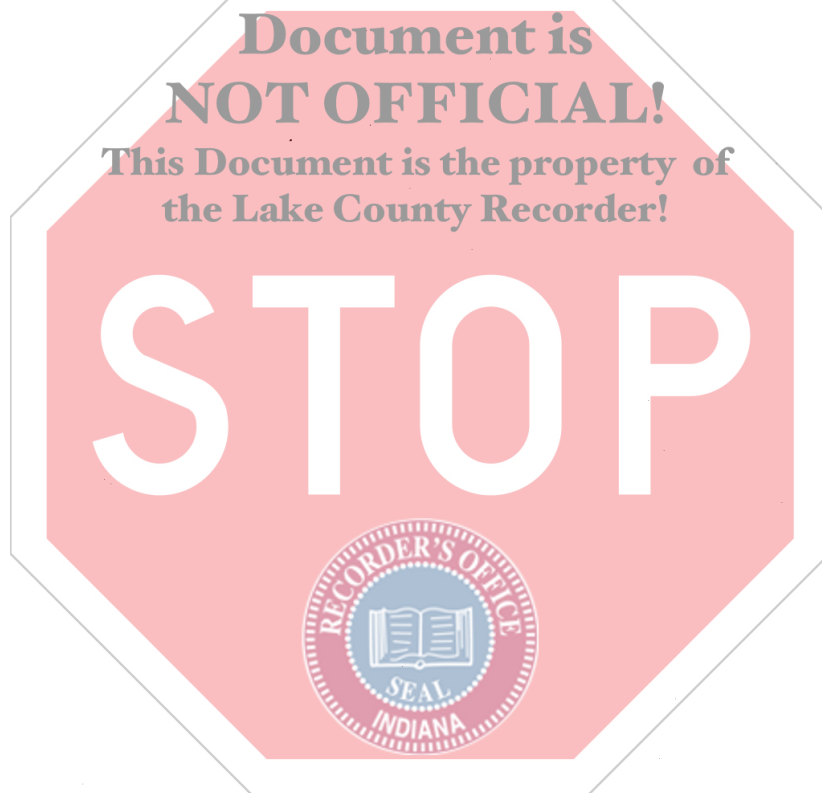 Document is
NOT OFFICIAL!
This Document is the property of
the Lake County Recorder!
STOP
RECORDER'S OFFICE
SEAL
INDIANA